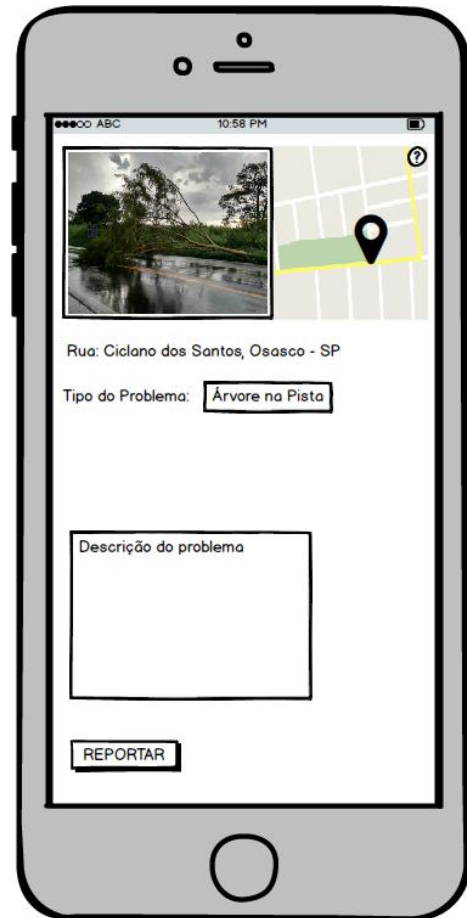 ABC 10:58 PM
?
Rua: Ciclano dos Santos, Osasco - SP
Tipo do Problema: Árvore na Pista
Descrição do problema
REPORTAR